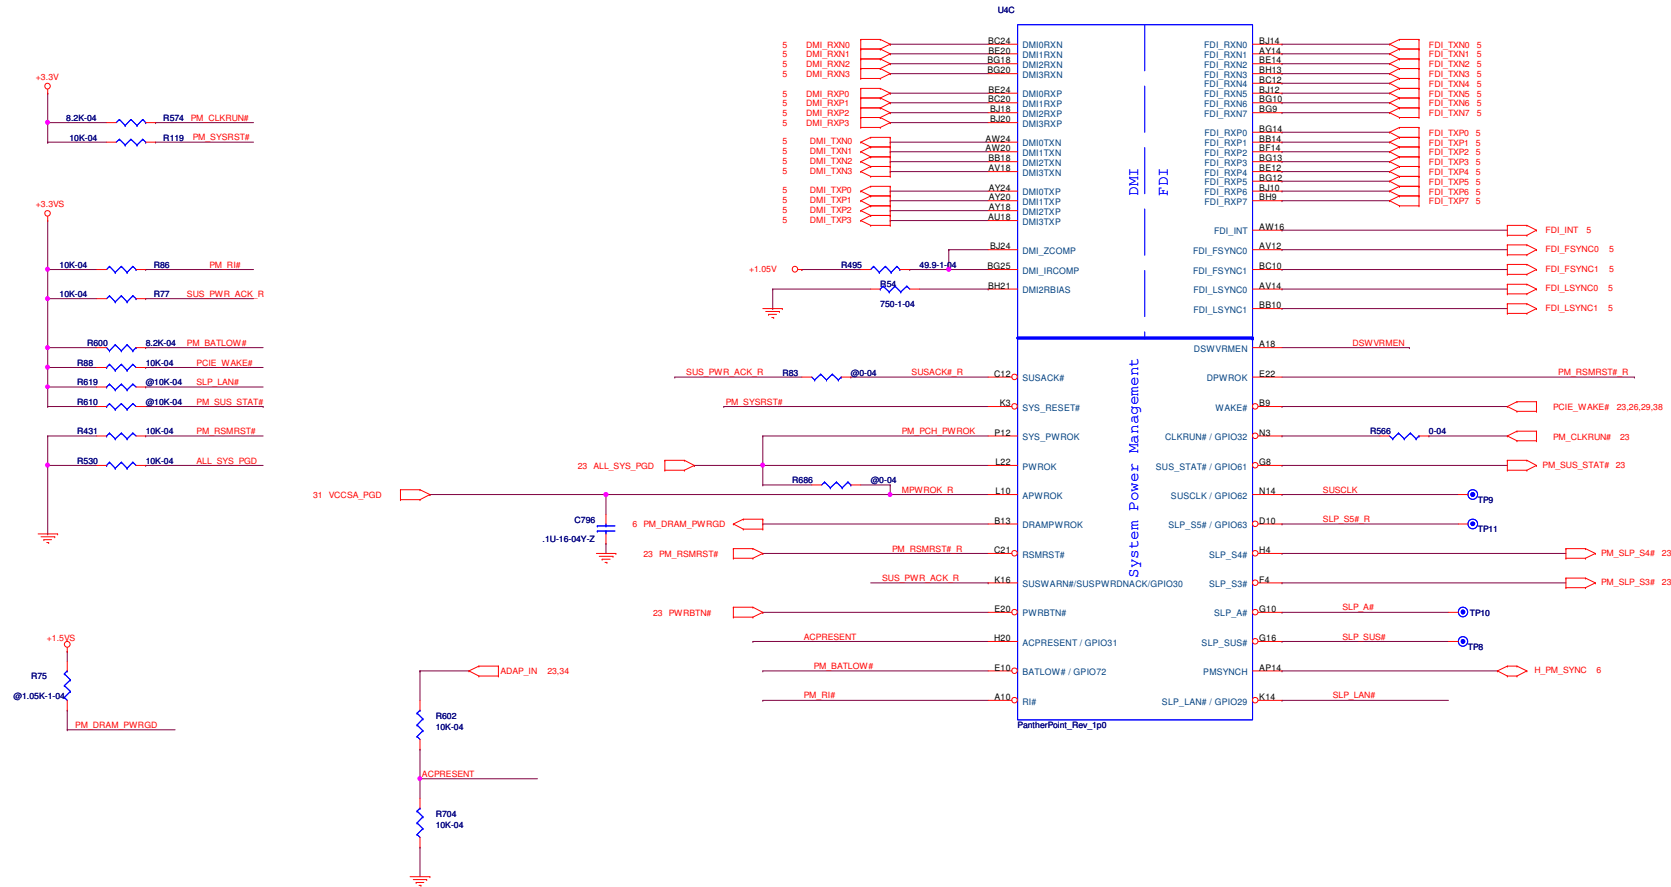 U4C
+3.3V
8.2K-04 R574 PM_CLKRUN#
10K-04 R119 PM_SYSRST#
+3.3VS
10K-04 R86 PM_RI#
10K-04 R77 SUS_PWR_ACK_R
R600 8.2K-04 PM_BATLOW#
R88 10K-04 PCIE_WAKE#
R619 @10K-04 SLP_LAN#
R610 @10K-04 PM_SUS_STAT#
R431 10K-04 PM_RSMRST#
R530 10K-04 ALL_SYS_PGD
+1.5VS
R75
@1.05K-1-04
PM_DRAM_PWRGD
ADAP_IN 23,34
R602
10K-04
ACPRESENT
R704
10K-04
5 DMI_RXN0 BC24 DMI0RXN
5 DMI_RXN1 BE20 DMI1RXN
5 DMI_RXN2 BG18 DMI2RXN
5 DMI_RXN3 BG20 DMI3RXN
5 DMI_RXP0 BE24 DMI0RXP
5 DMI_RXP1 BC20 DMI1RXP
5 DMI_RXP2 BJ18 DMI2RXP
5 DMI_RXP3 BJ20 DMI3RXP
5 DMI_TXN0 AW24 DMI0TXN
5 DMI_TXN1 AW20 DMI1TXN
5 DMI_TXN2 BB18 DMI2TXN
5 DMI_TXN3 AV18 DMI3TXN
5 DMI_TXP0 AY24 DMI0TXP
5 DMI_TXP1 AY20 DMI1TXP
5 DMI_TXP2 AY18 DMI2TXP
5 DMI_TXP3 AU18 DMI3TXP
BJ24 DMI_ZCOMP
+1.05V R495 49.9-1-04 BG25 DMI_IRCOMP
R54 BH21 DMI2RBIAS
750-1-04
DMI
FDI
FDI_RXN0 BJ14 FDI_TXN0 5
FDI_RXN1 AY14 FDI_TXN1 5
FDI_RXN2 BE14 FDI_TXN2 5
FDI_RXN3 BH13 FDI_TXN3 5
FDI_RXN4 BC12 FDI_TXN4 5
FDI_RXN5 BJ12 FDI_TXN5 5
FDI_RXN6 BG10 FDI_TXN6 5
FDI_RXN7 BG9 FDI_TXN7 5
FDI_RXP0 BG14 FDI_TXP0 5
FDI_RXP1 BB14 FDI_TXP1 5
FDI_RXP2 BF14 FDI_TXP2 5
FDI_RXP3 BG13 FDI_TXP3 5
FDI_RXP4 BE12 FDI_TXP4 5
FDI_RXP5 BG12 FDI_TXP5 5
FDI_RXP6 BJ10 FDI_TXP6 5
FDI_RXP7 BH9 FDI_TXP7 5
FDI_INT AW16 FDI_INT 5
FDI_FSYNC0 AV12 FDI_FSYNC0 5
FDI_FSYNC1 BC10 FDI_FSYNC1 5
FDI_LSYNC0 AV14 FDI_LSYNC0 5
FDI_LSYNC1 BB10 FDI_LSYNC1 5
System Power Management
SUS_PWR_ACK_R R83 @0-04 SUSACK#_R C12 SUSACK#
PM_SYSRST# K3 SYS_RESET#
PM_PCH_PWROK P12 SYS_PWROK
23 ALL_SYS_PGD L22 PWROK
R686 @0-04
31 VCCSA_PGD MPWROK_R L10 APWROK
C796
.1U-16-04Y-Z
6 PM_DRAM_PWRGD B13 DRAMPWROK
23 PM_RSMRST# PM_RSMRST#_R C21 RSMRST#
SUS_PWR_ACK_R K16 SUSWARN#/SUSPWRDNACK/GPIO30
23 PWRBTN# E20 PWRBTN#
ACPRESENT H20 ACPRESENT / GPIO31
PM_BATLOW# E10 BATLOW# / GPIO72
PM_RI# A10 RI#
DSWVRMEN A18 DSWVRMEN
DPWROK E22 PM_RSMRST#_R
WAKE# B9 PCIE_WAKE# 23,26,29,38
CLKRUN# / GPIO32 N3 R566 0-04 PM_CLKRUN# 23
SUS_STAT# / GPIO61 G8 PM_SUS_STAT# 23
SUSCLK / GPIO62 N14 SUSCLK TP9
SLP_S5# / GPIO63 D10 SLP_S5#_R TP11
SLP_S4# H4 PM_SLP_S4# 23
SLP_S3# F4 PM_SLP_S3# 23
SLP_A# G10 SLP_A# TP10
SLP_SUS# G16 SLP_SUS# TP8
PMSYNCH AP14 H_PM_SYNC 6
SLP_LAN# / GPIO29 K14 SLP_LAN#
PantherPoint_Rev_1p0